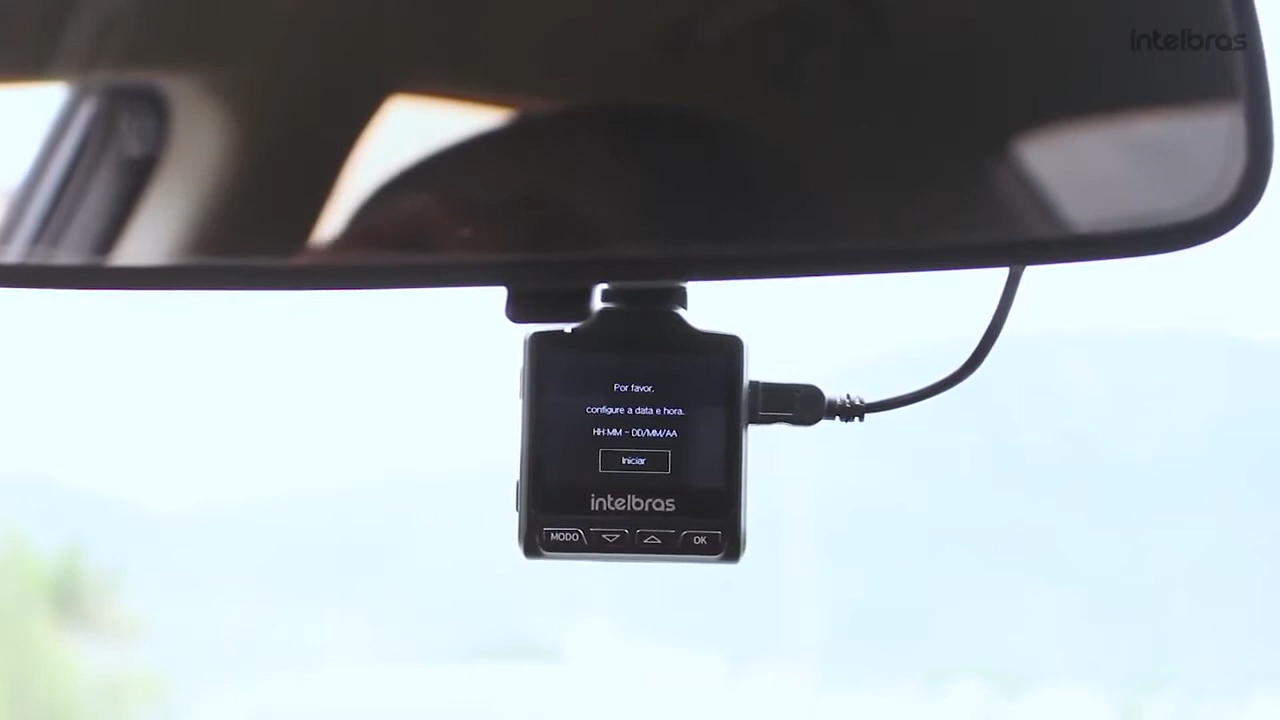 intelbras
Por favor,
configure a data e hora.
HH:MM - DD/MM/AA
Iniciar
intelbras
MODO OK